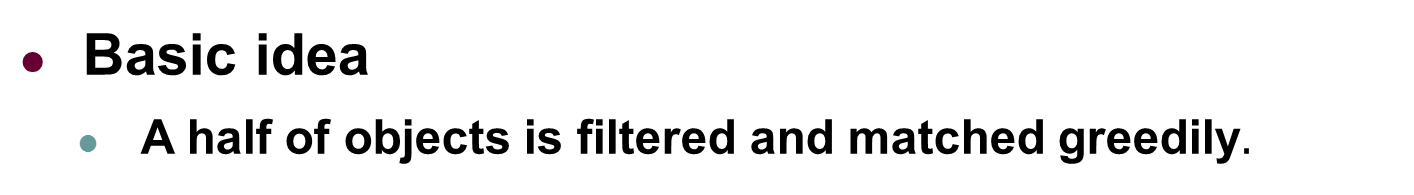 Basic idea
A half of objects is filtered and matched greedily.